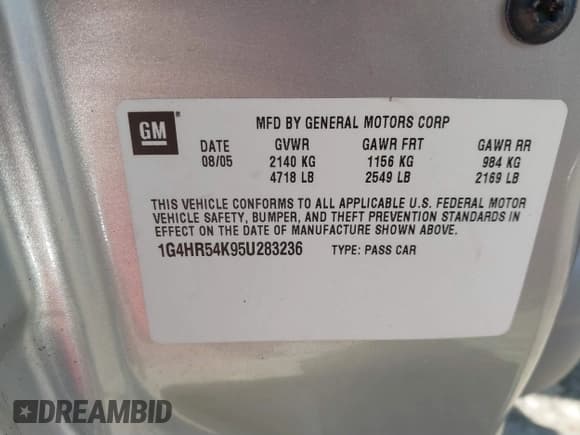 GM
MFD BY GENERAL MOTORS CORP
DATE GVWR GAWR FRT GAWR RR
08/05 2140 KG 1156 KG 984 KG
4718 LB 2549 LB 2169 LB
THIS VEHICLE CONFORMS TO ALL APPLICABLE U.S. FEDERAL MOTOR
VEHICLE SAFETY, BUMPER, AND THEFT PREVENTION STANDARDS IN
EFFECT ON THE DATE OF MANUFACTURE SHOWN ABOVE.
1G4HR54K95U283236 TYPE: PASS CAR
DREAMBID